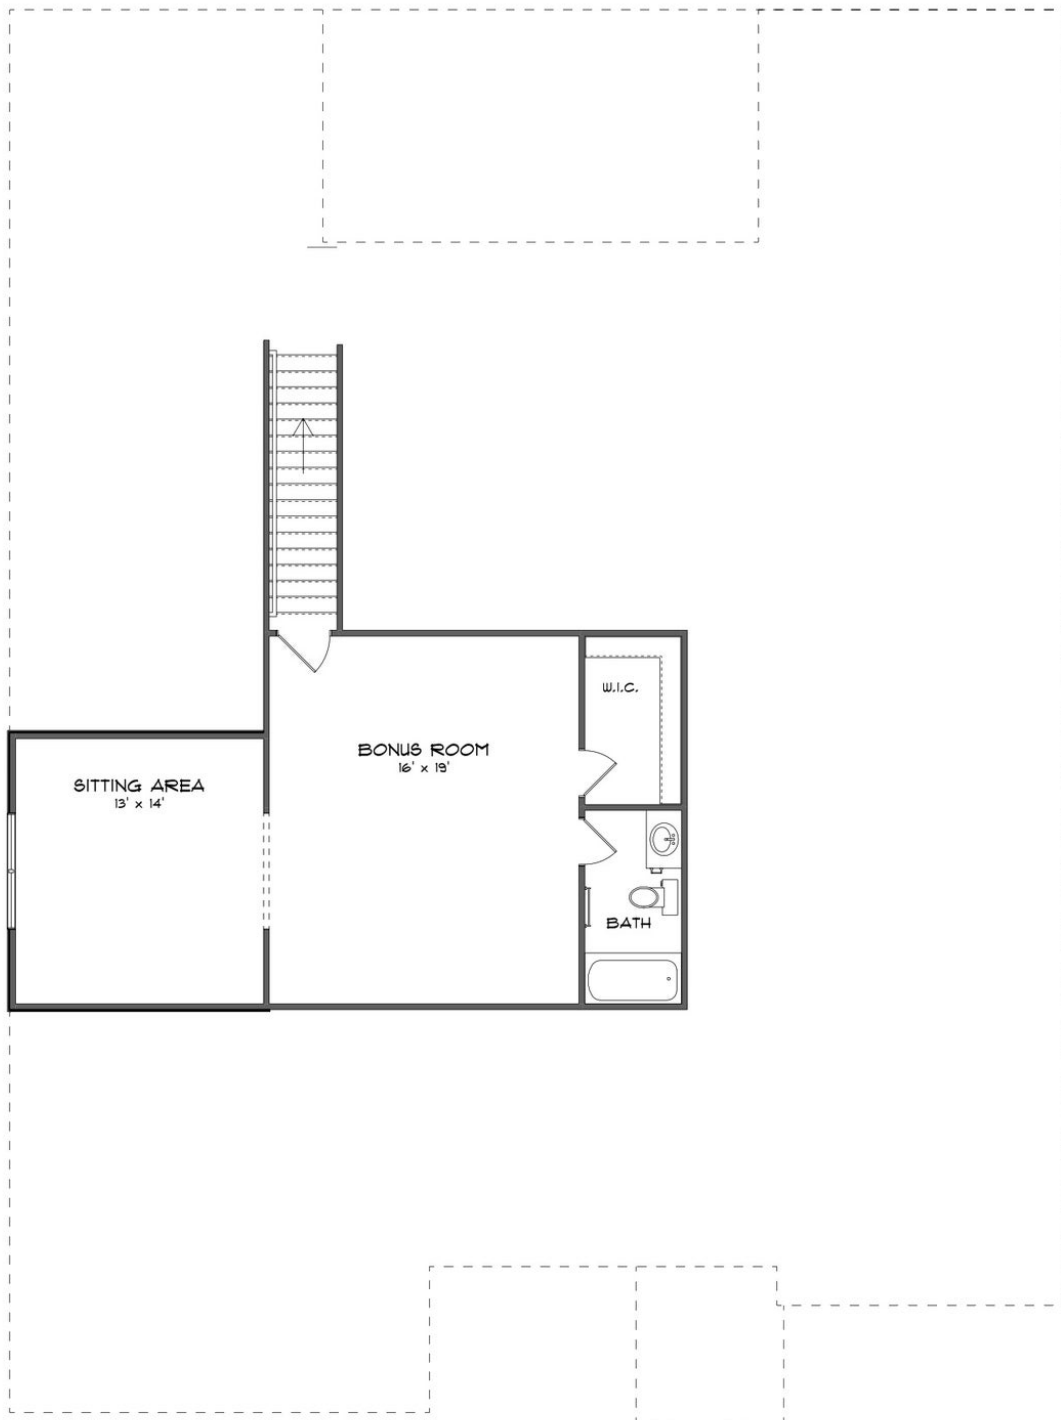 W.I.C.
BONUS ROOM
16' x 19'
SITTING AREA
13' x 14'
BATH